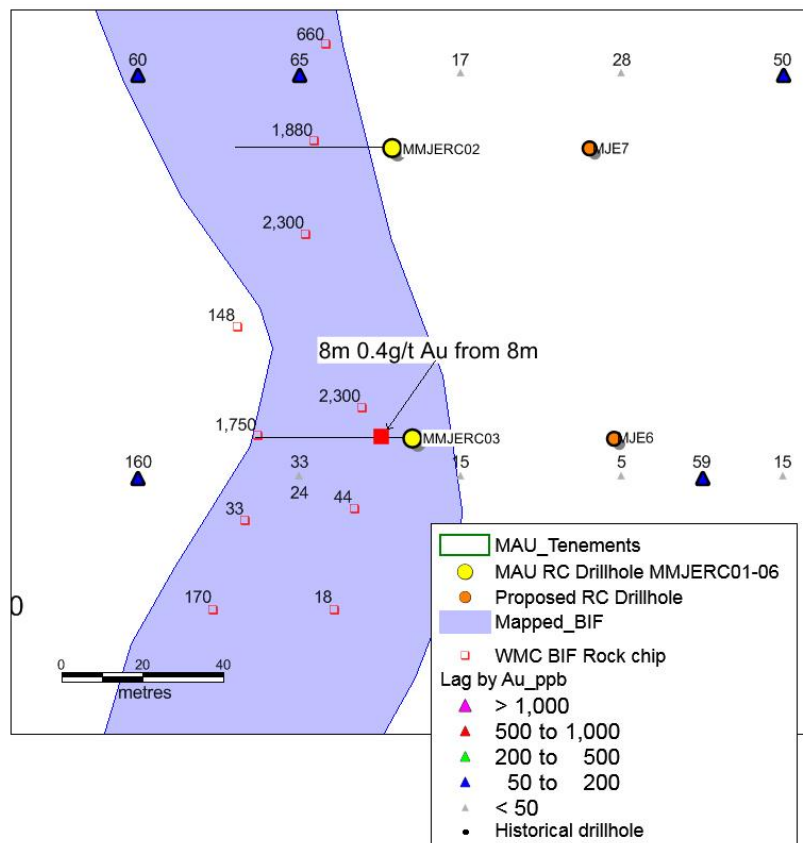 660
60 65 17 28 50
1,880
MMJERC02 MJE7
2,300
148
8m 0.4g/t Au from 8m
2,300
1,750
MMJERC03 MJE6
160 33 15 5 59 15
24
44
33
170 18
0
0 20 40
metres
MAU_Tenements
MAU RC Drillhole MMJERC01-06
Proposed RC Drillhole
Mapped_BIF
WMC BIF Rock chip
Lag by Au_ppb
> 1,000
500 to 1,000
200 to 500
50 to 200
< 50
Historical drillhole